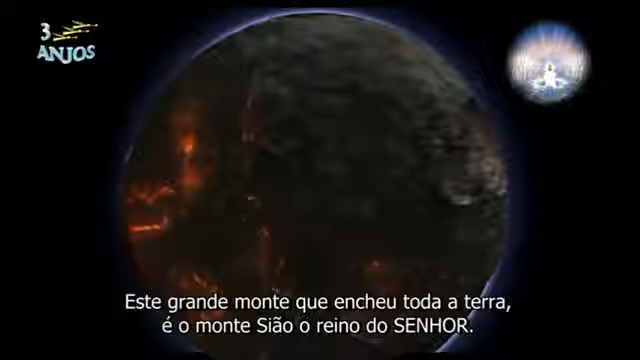 3
ANJOS
Este grande monte que encheu toda a terra,
é o monte Sião o reino do SENHOR.